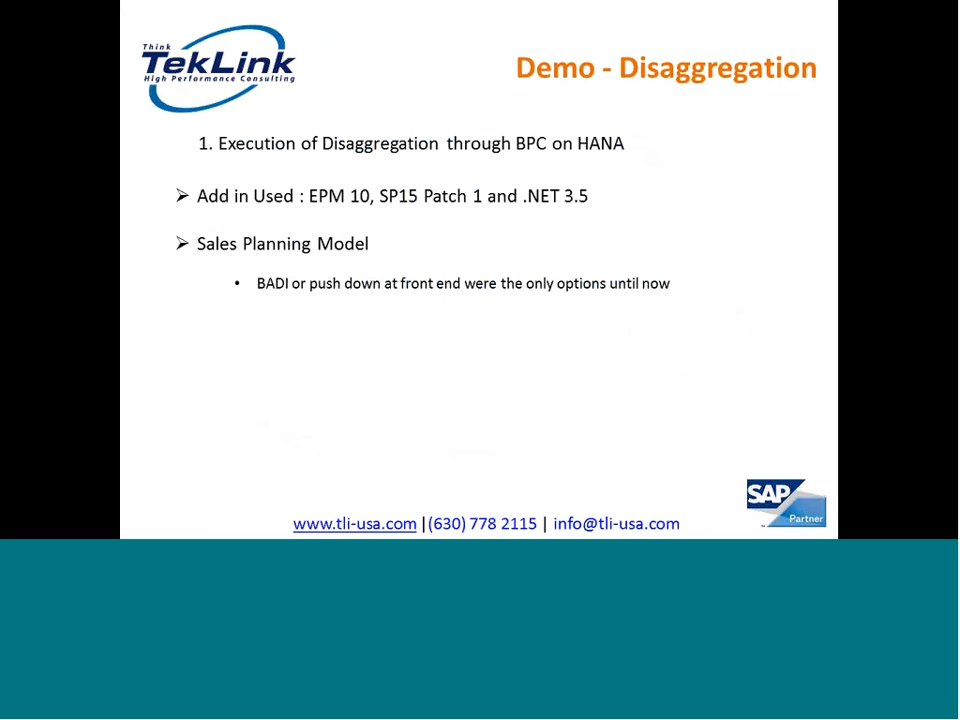 Think
TekLink
High Performance Consulting
Demo - Disaggregation
1. Execution of Disaggregation through BPC on HANA
➢ Add in Used : EPM 10, SP15 Patch 1 and .NET 3.5
➢ Sales Planning Model
• BADI or push down at front end were the only options until now
SAP
Partner
www.tli-usa.com |(630) 778 2115 | info@tli-usa.com